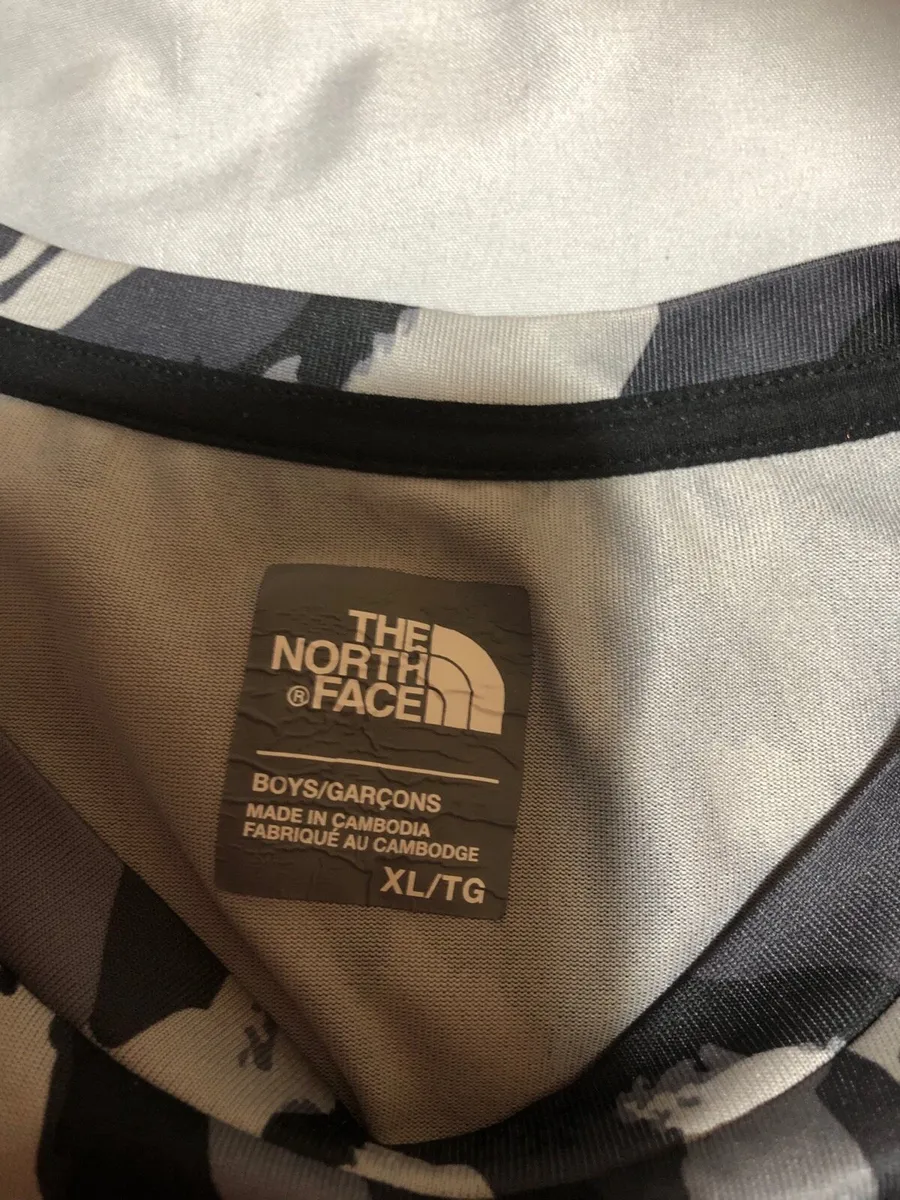 THE
NORTH
®FACE
BOYS/GARÇONS
MADE IN CAMBODIA
FABRIQUÉ AU CAMBODGE
XL/TG